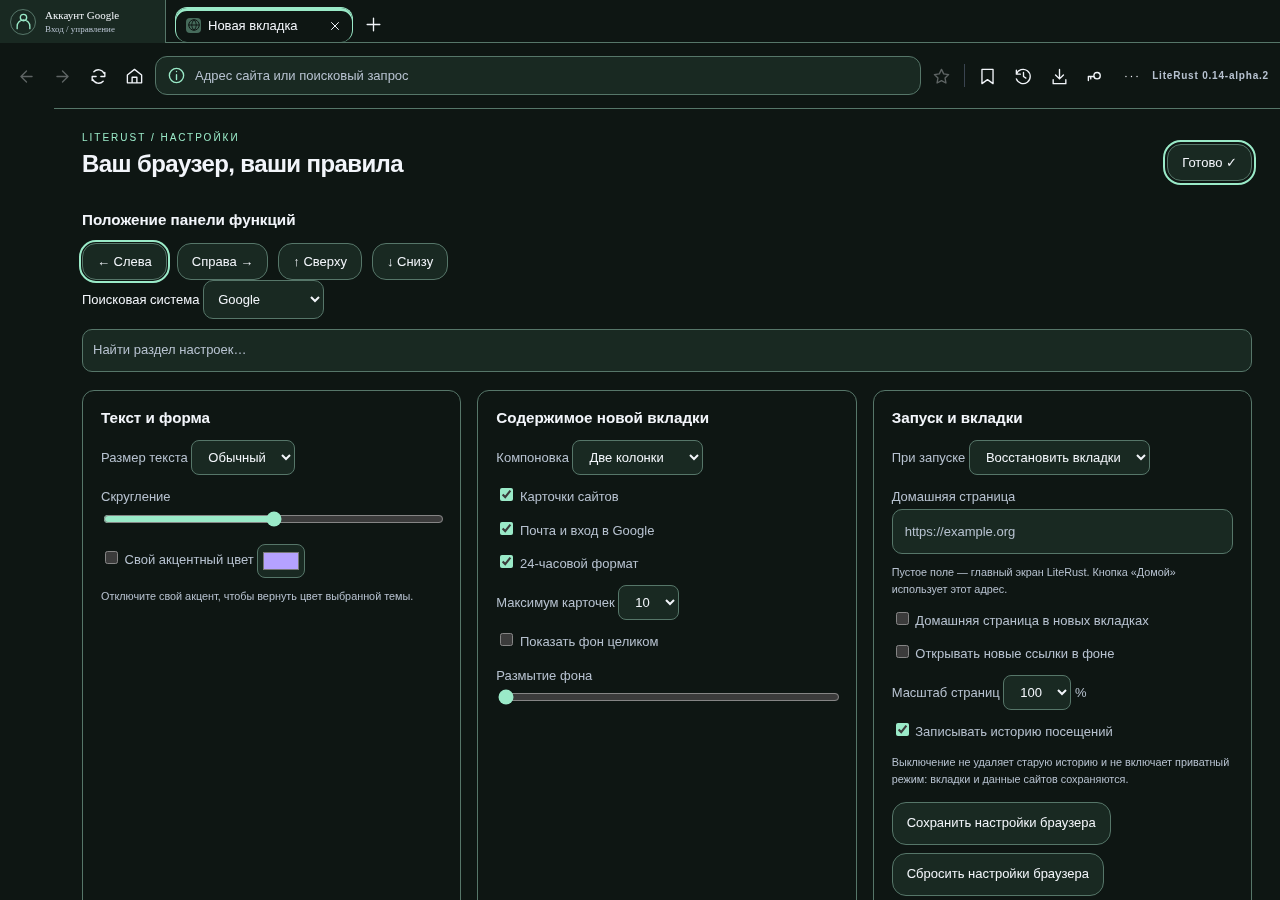 Аккаунт Google
Вход / управление
Новая вкладка
Адрес сайта или поисковый запрос
LiteRust 0.14-alpha.2
LITERUST / НАСТРОЙКИ
Ваш браузер, ваши правила
Готово ✓
Положение панели функций
← Слева
Справа →
↑ Сверху
↓ Снизу
Поисковая система Google
Найти раздел настроек…
Текст и форма
Размер текста Обычный
Скругление
Свой акцентный цвет
Отключите свой акцент, чтобы вернуть цвет выбранной темы.
Содержимое новой вкладки
Компоновка Две колонки
Карточки сайтов
Почта и вход в Google
24-часовой формат
Максимум карточек 10
Показать фон целиком
Размытие фона
Запуск и вкладки
При запуске Восстановить вкладки
Домашняя страница
https://example.org
Пустое поле — главный экран LiteRust. Кнопка «Домой»
использует этот адрес.
Домашняя страница в новых вкладках
Открывать новые ссылки в фоне
Масштаб страниц 100 %
Записывать историю посещений
Выключение не удаляет старую историю и не включает приватный
режим: вкладки и данные сайтов сохраняются.
Сохранить настройки браузера
Сбросить настройки браузера